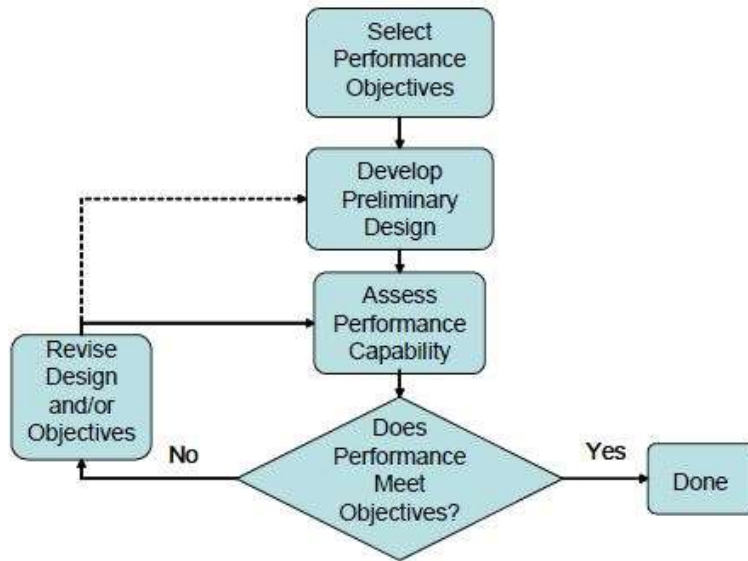 Select
Performance
Objectives
Develop
Preliminary
Design
Assess
Performance
Capability
Revise
Design
and/or
Objectives
Does
Performance
Meet
Objectives?
No
Yes
Done